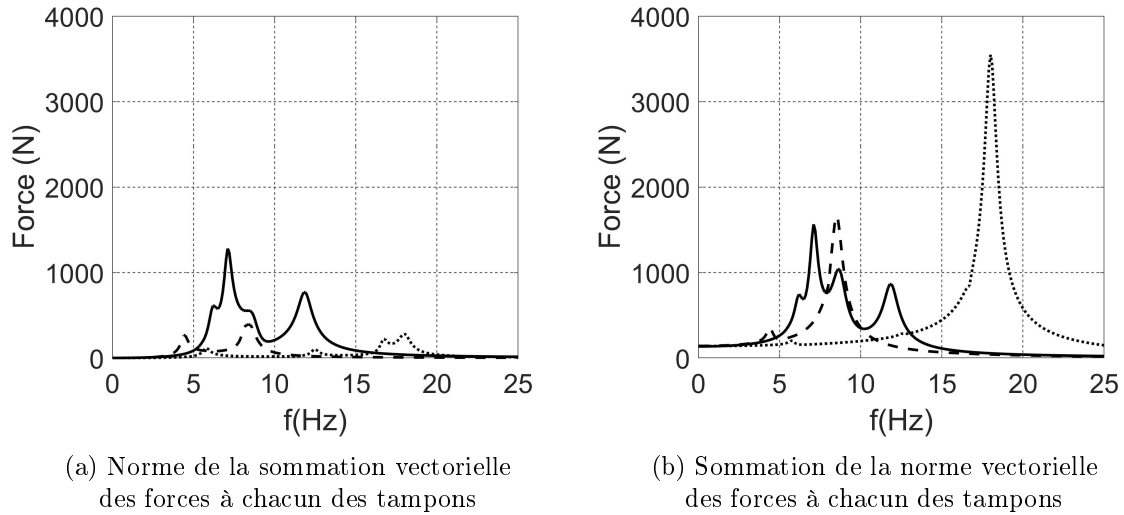 4000
3000
2000
1000
0
Force (N)
0 5 10 15 20 25
f(Hz)
(a) Norme de la sommation vectorielle
des forces à chacun des tampons
4000
3000
2000
1000
0
Force (N)
0 5 10 15 20 25
f(Hz)
(b) Sommation de la norme vectorielle
des forces à chacun des tampons